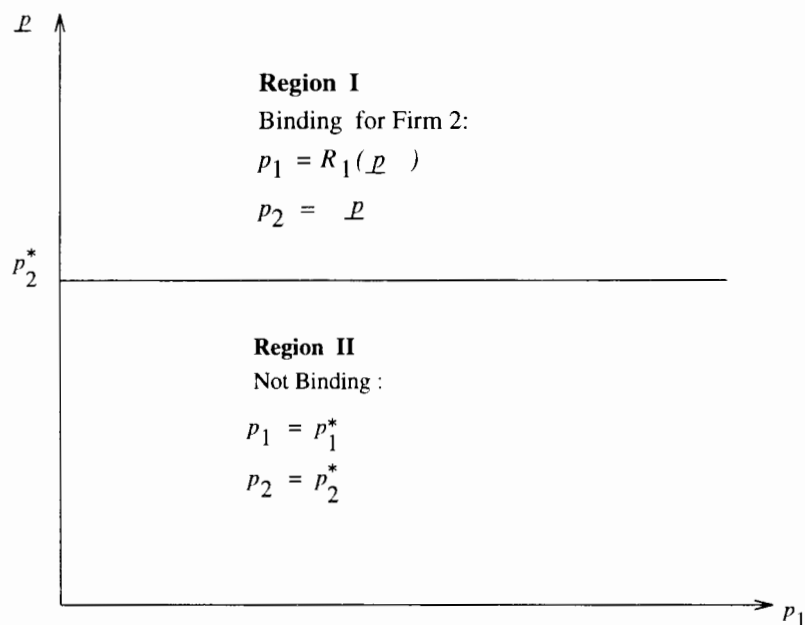 p̲
Region I
Binding for Firm 2:
p₁ = R₁(p̲ )
p₂ = p̲
p₂*
Region II
Not Binding :
p₁ = p₁*
p₂ = p₂*
p₁